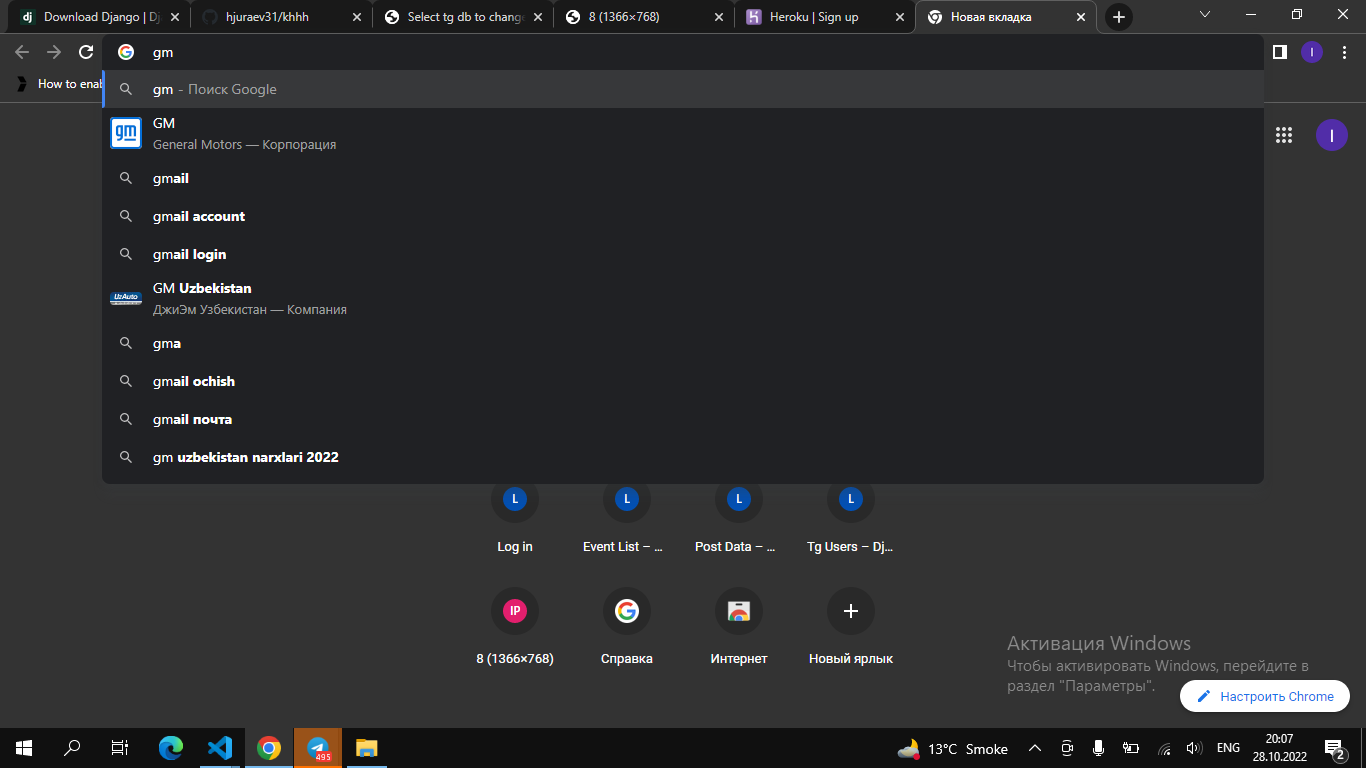 Download Django | Dj
hjuraev31/khhh
Select tg db to change
8 (1366×768)
Heroku | Sign up
Новая вкладка
gm
I
How to enab
gm - Поиск Google
gm
GM
General Motors — Корпорация
I
gmail
gmail account
gmail login
GM Uzbekistan
UzAuto
ДжиЭм Узбекистан — Компания
gma
gmail ochish
gmail почта
gm uzbekistan narxlari 2022
L
L
L
L
Log in
Event List – ...
Post Data – ...
Tg Users – Dj...
IP
8 (1366×768)
Справка
Интернет
Новый ярлык
Активация Windows
Чтобы активировать Windows, перейдите в
раздел "Параметры".
Настроить Chrome
495
13°C Smoke
ENG
20:07
28.10.2022
2